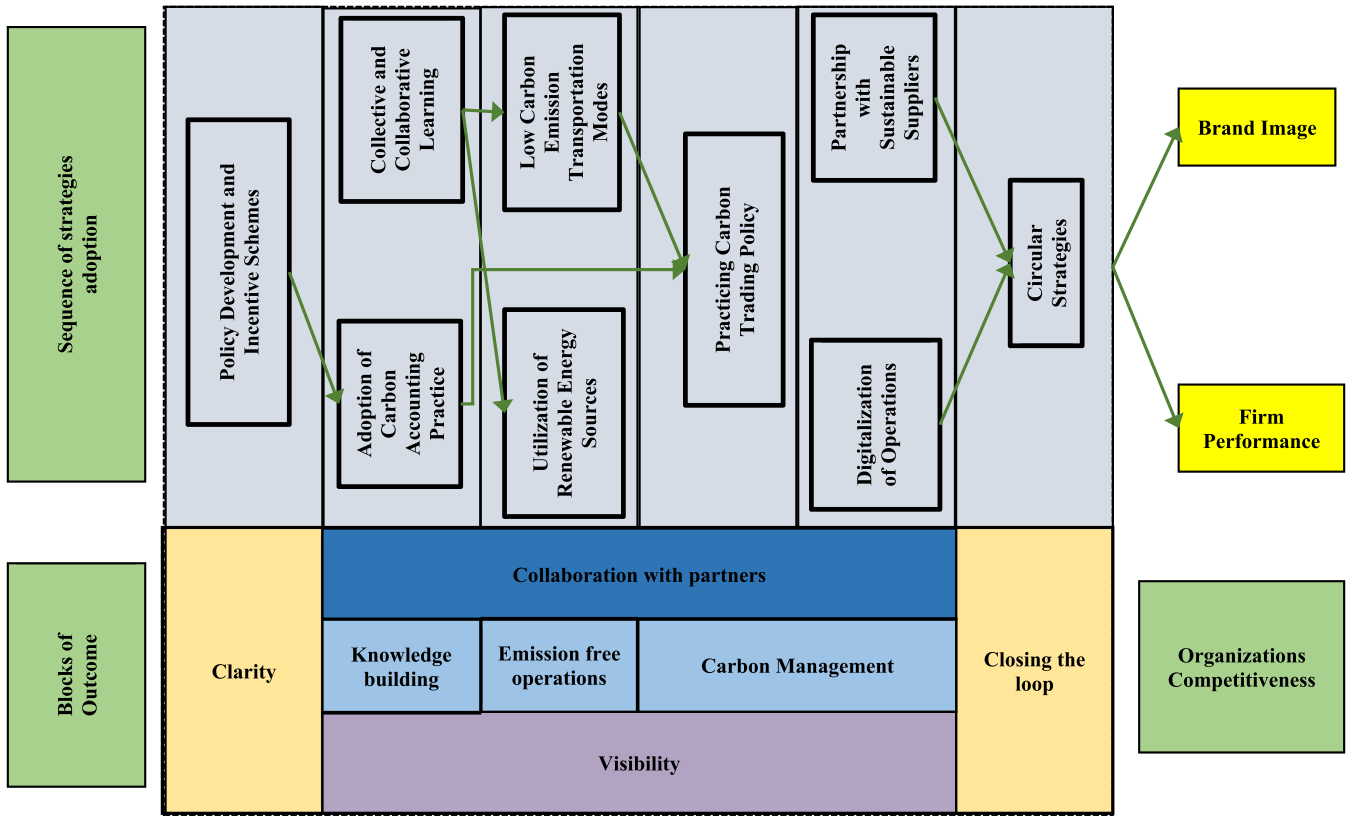 Sequence of strategies
adoption
Policy Development and
Incentive Schemes
Collective and
Collaborative
Learning
Adoption of
Carbon
Accounting
Practice
Low Carbon
Emission
Transportation
Modes
Utilization of
Renewable Energy
Sources
Practicing Carbon
Trading Policy
Partnership
with
Sustainable
Suppliers
Digitalization
of Operations
Circular
Strategies
Brand Image
Firm
Performance
Blocks of
Outcome
Clarity
Collaboration with partners
Knowledge
building
Emission free
operations
Carbon Management
Visibility
Closing the
loop
Organizations
Competitiveness